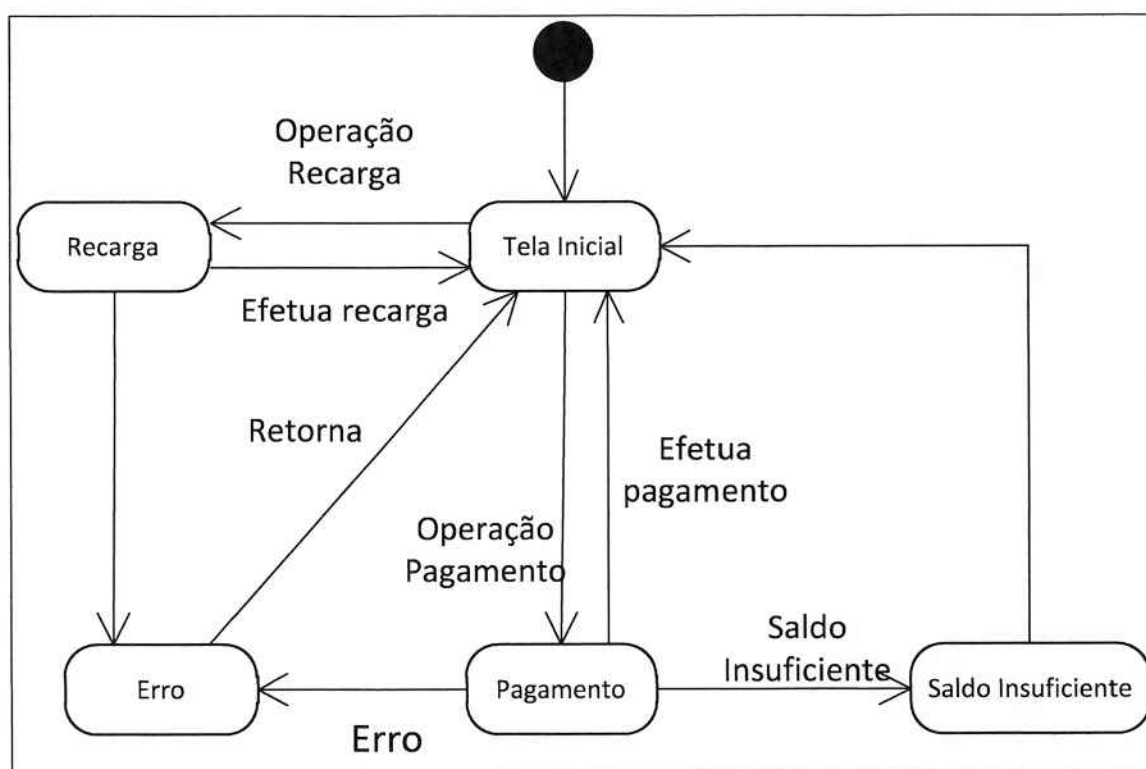 Operação
Recarga
Recarga
Tela Inicial
Efetua recarga
Retorna
Efetua
pagamento
Operação
Pagamento
Saldo
Insuficiente
Erro
Pagamento
Saldo Insuficiente
Erro